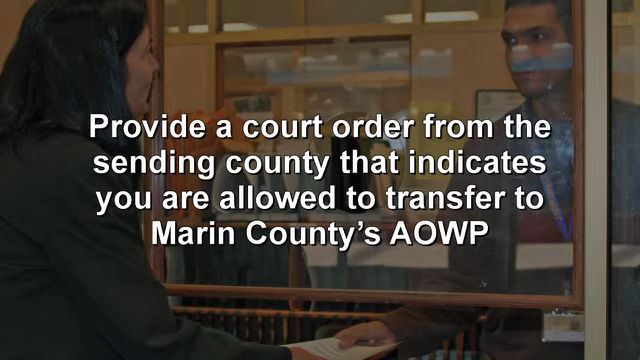 Provide a court order from the
sending county that indicates
you are allowed to transfer to
Marin County’s AOWP